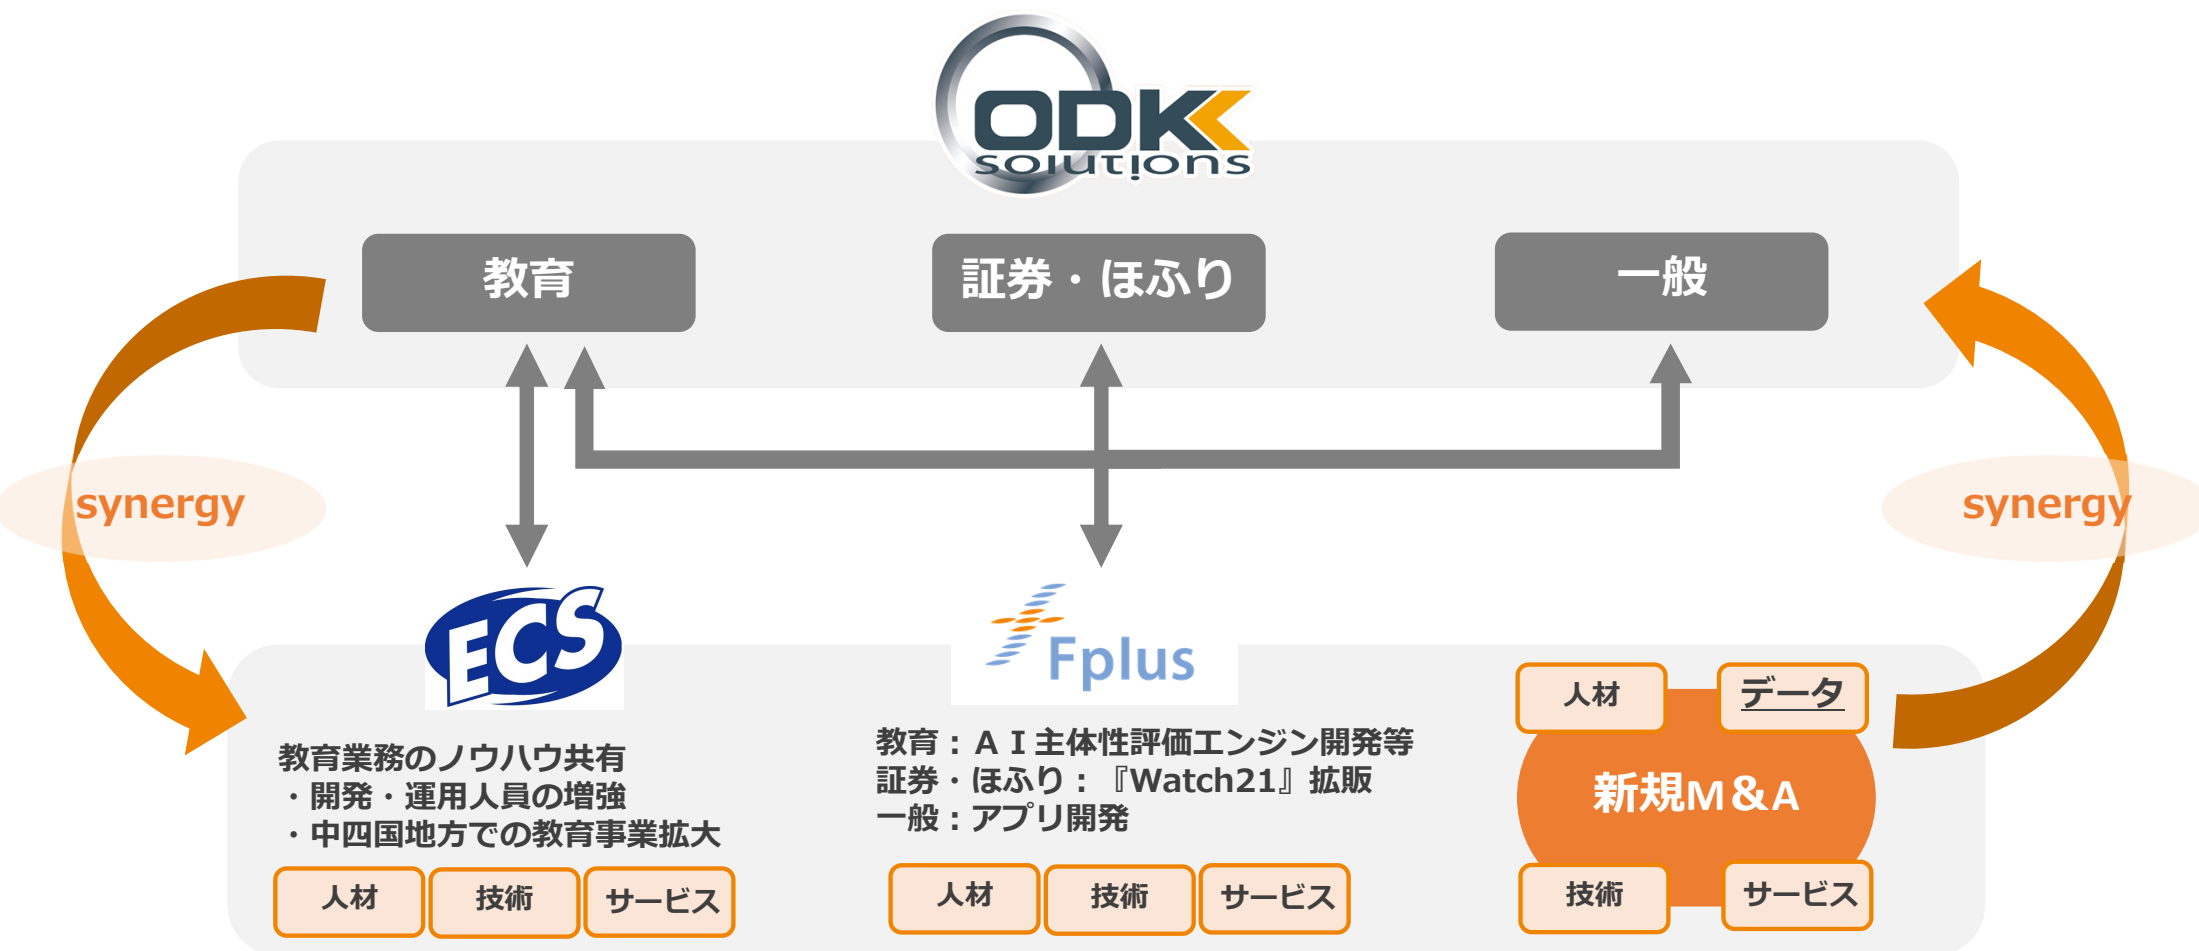 ODK
solutions
教育
証券・ほふり
一般
synergy
synergy
ECS
Fplus
教育業務のノウハウ共有
・開発・運用人員の増強
・中四国地方での教育事業拡大
人材
技術
サービス
教育：ＡＩ主体性評価エンジン開発等
証券・ほふり：『Watch21』拡販
一般：アプリ開発
人材
技術
サービス
人材
データ
新規M＆A
技術
サービス